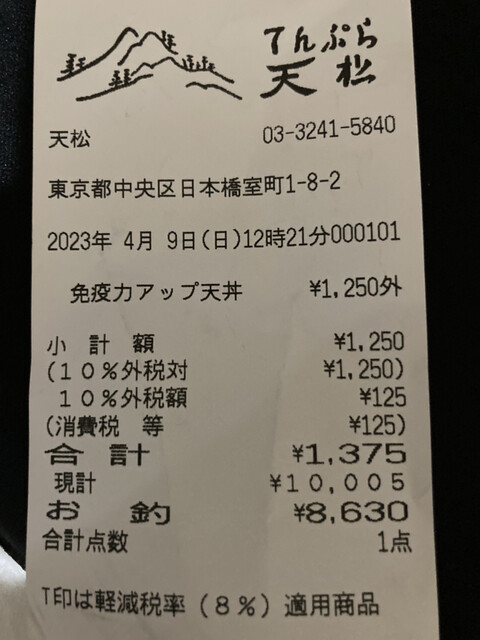 てんぷら
天松
天松 03-3241-5840
東京都中央区日本橋室町1-8-2
2023年 4月 9日(日)12時21分000101
免疫力アップ天丼 ¥1,250外
小 計 額 ¥1,250
(10%外税対 ¥1,250)
10%外税額 ¥125
(消費税 等 ¥125)
合 計 ¥1,375
現計 ¥10,005
お 釣 ¥8,630
合計点数 1点
T印は軽減税率(8%)適用商品